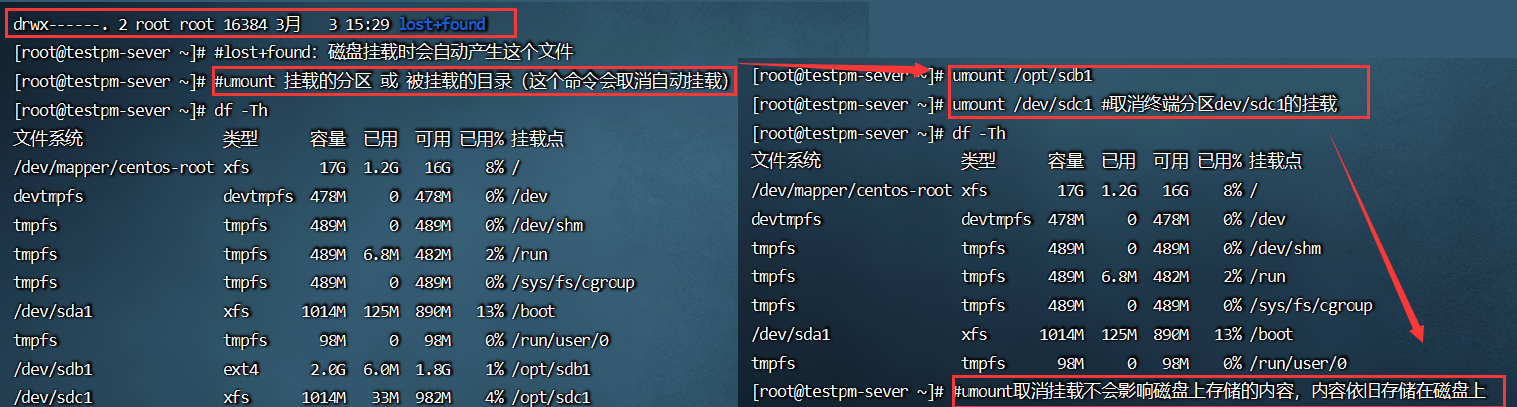 drwx------. 2 root root 16384 3月   3 15:29 lost+found
[root@testpm-sever ~]# #lost+found：磁盘挂载时会自动产生这个文件
[root@testpm-sever ~]# #umount 挂载的分区 或 被挂载的目录（这个命令会取消自动挂载）
[root@testpm-sever ~]# df -Th
文件系统 类型 容量 已用 可用 已用% 挂载点
/dev/mapper/centos-root xfs 17G 1.2G 16G 8% /
devtmpfs devtmpfs 478M 0 478M 0% /dev
tmpfs tmpfs 489M 0 489M 0% /dev/shm
tmpfs tmpfs 489M 6.8M 482M 2% /run
tmpfs tmpfs 489M 0 489M 0% /sys/fs/cgroup
/dev/sda1 xfs 1014M 125M 890M 13% /boot
tmpfs tmpfs 98M 0 98M 0% /run/user/0
/dev/sdb1 ext4 2.0G 6.0M 1.8G 1% /opt/sdb1
/dev/sdc1 xfs 1014M 33M 982M 4% /opt/sdc1
[root@testpm-sever ~]# umount /opt/sdb1
[root@testpm-sever ~]# umount /dev/sdc1 #取消终端分区dev/sdc1的挂载
[root@testpm-sever ~]# df -Th
文件系统 类型 容量 已用 可用 已用% 挂载点
/dev/mapper/centos-root xfs 17G 1.2G 16G 8% /
devtmpfs devtmpfs 478M 0 478M 0% /dev
tmpfs tmpfs 489M 0 489M 0% /dev/shm
tmpfs tmpfs 489M 6.8M 482M 2% /run
tmpfs tmpfs 489M 0 489M 0% /sys/fs/cgroup
/dev/sda1 xfs 1014M 125M 890M 13% /boot
tmpfs tmpfs 98M 0 98M 0% /run/user/0
[root@testpm-sever ~]# #umount取消挂载不会影响磁盘上存储的内容，内容依旧存储在磁盘上